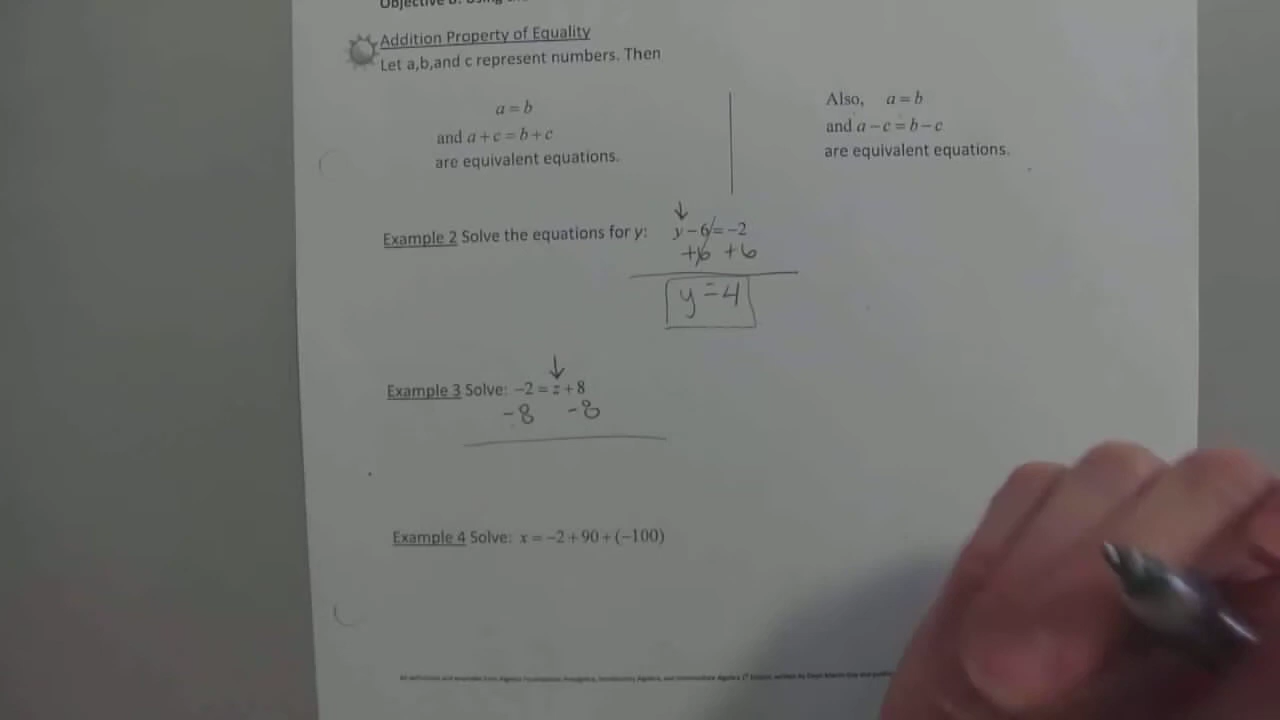 Addition Property of Equality
Let a,b,and c represent numbers. Then
a = b
and a + c = b + c
are equivalent equations.
Also, a = b
and a − c = b − c
are equivalent equations.
Example 2 Solve the equations for y: y − 6 = −2
+6 +6
y = 4
Example 3 Solve: −2 = z + 8
−8 −8
Example 4 Solve: x = −2 + 90 + (−100)